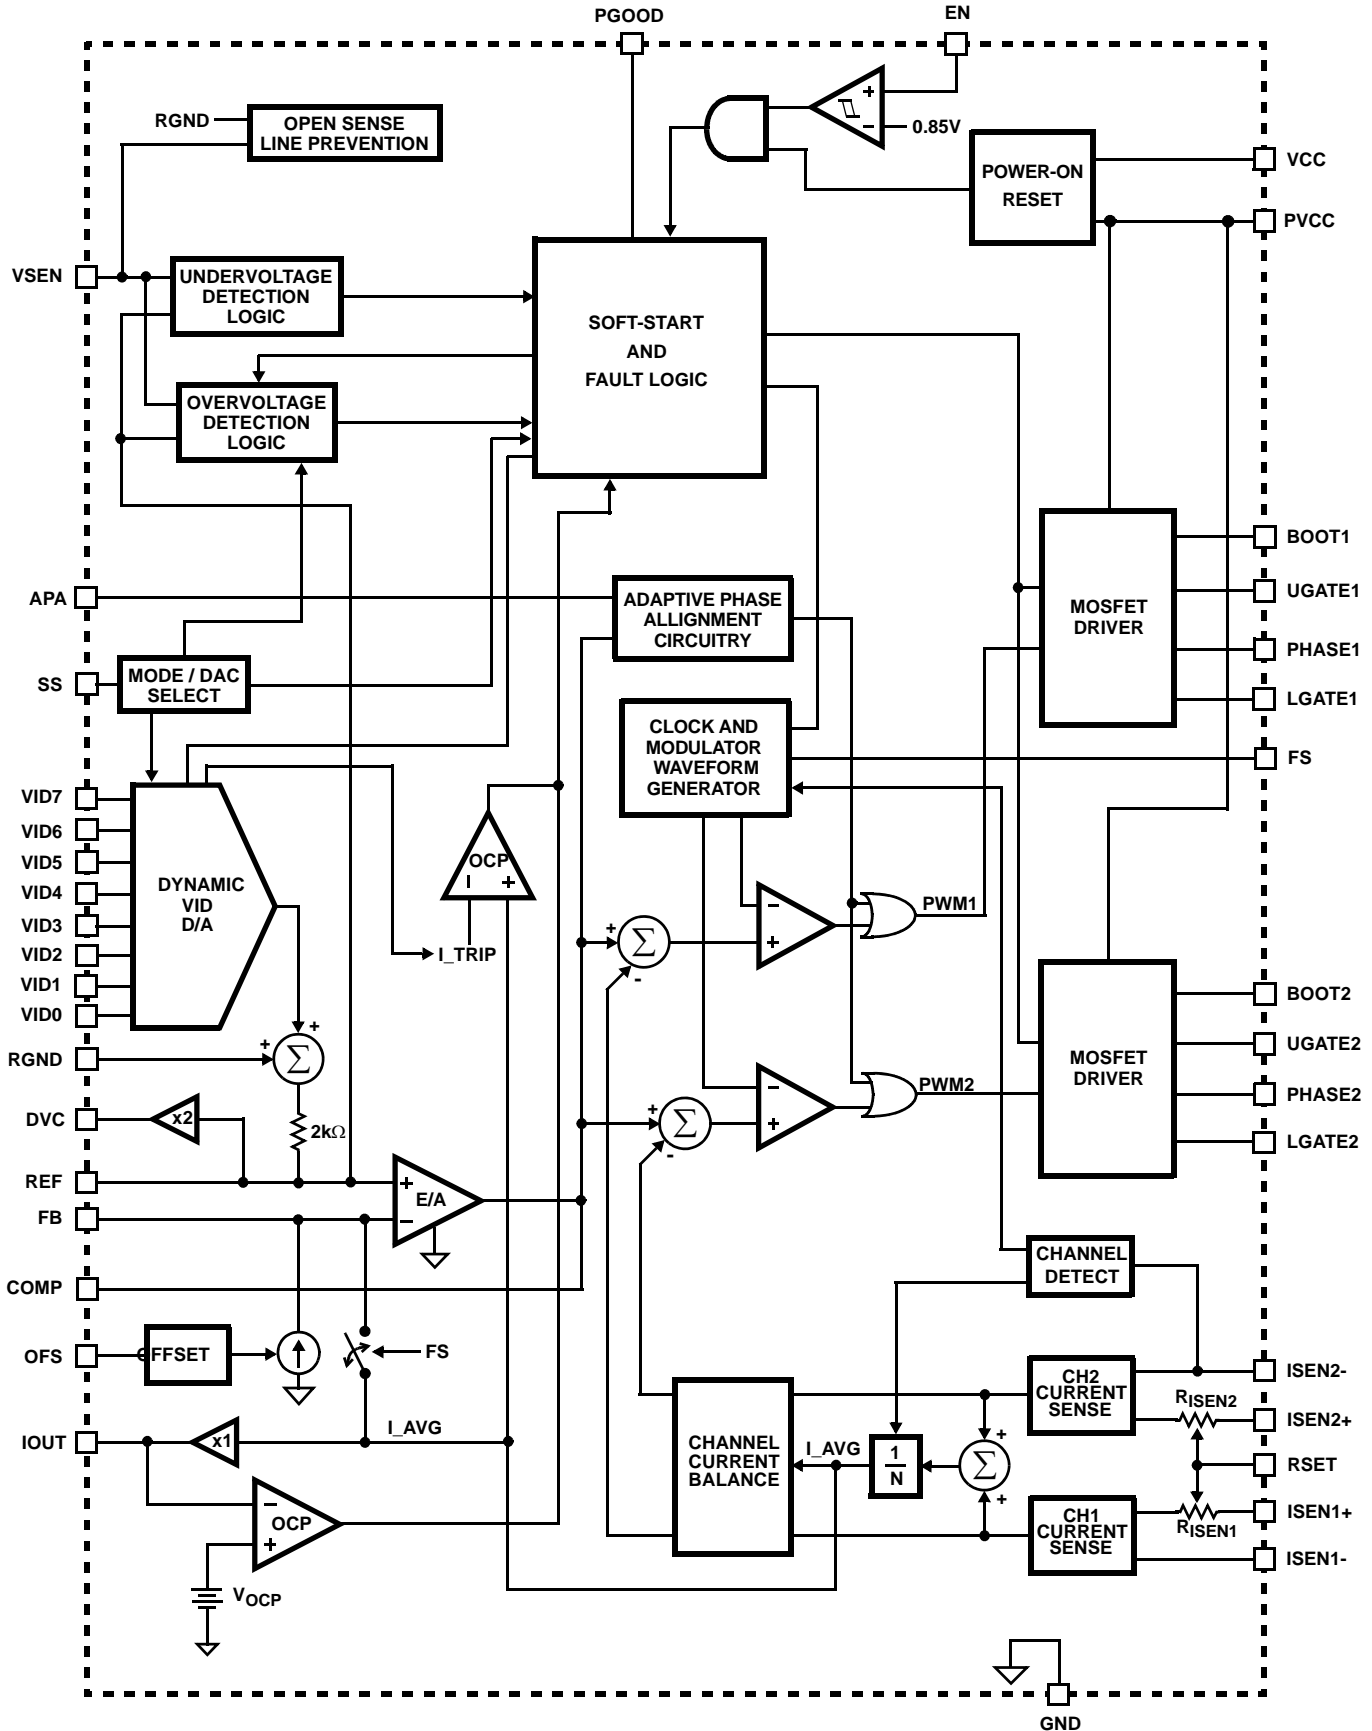 PGOOD
EN
RGND
OPEN SENSE
LINE PREVENTION
+
−
0.85V
POWER-ON
RESET
VCC
PVCC
VSEN
UNDERVOLTAGE
DETECTION
LOGIC
SOFT-START
AND
FAULT LOGIC
OVERVOLTAGE
DETECTION
LOGIC
BOOT1
UGATE1
PHASE1
LGATE1
MOSFET
DRIVER
APA
ADAPTIVE PHASE
ALLIGNMENT
CIRCUITRY
SS
MODE / DAC
SELECT
CLOCK AND
MODULATOR
WAVEFORM
GENERATOR
FS
VID7
VID6
VID5
VID4
VID3
VID2
VID1
VID0
DYNAMIC
VID
D/A
OCP
− +
I_TRIP
+
Σ
-
−
+
PWM1
RGND
+
+
Σ
2kΩ
DVC
x2
REF
FB
+
−
E/A
+
Σ
-
−
+
PWM2
MOSFET
DRIVER
BOOT2
UGATE2
PHASE2
LGATE2
COMP
OFS
OFFSET
FS
CHANNEL
DETECT
IOUT
x1
I_AVG
−
OCP
+
VOCP
CHANNEL
CURRENT
BALANCE
I_AVG
1
N
+
Σ
+
CH2
CURRENT
SENSE
RISEN2
CH1
CURRENT
SENSE
RISEN1
ISEN2-
ISEN2+
RSET
ISEN1+
ISEN1-
GND